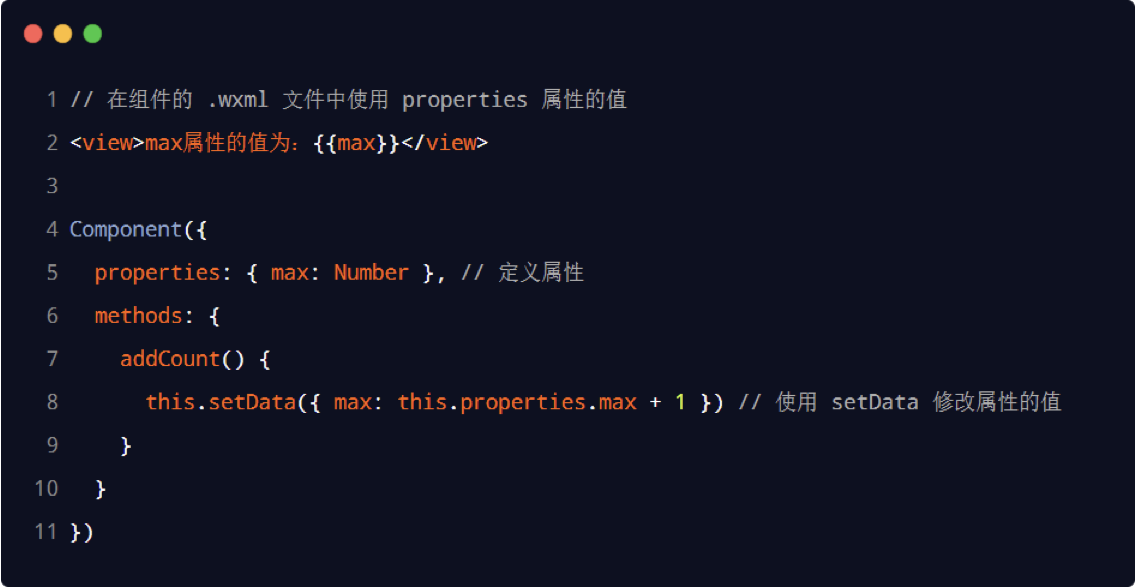 1 // 在组件的 .wxml 文件中使用 properties 属性的值
2 <view>max属性的值为：{{max}}</view>
3
4 Component({
5   properties: { max: Number }, // 定义属性
6   methods: {
7     addCount() {
8       this.setData({ max: this.properties.max + 1 }) // 使用 setData 修改属性的值
9     }
10   }
11 })